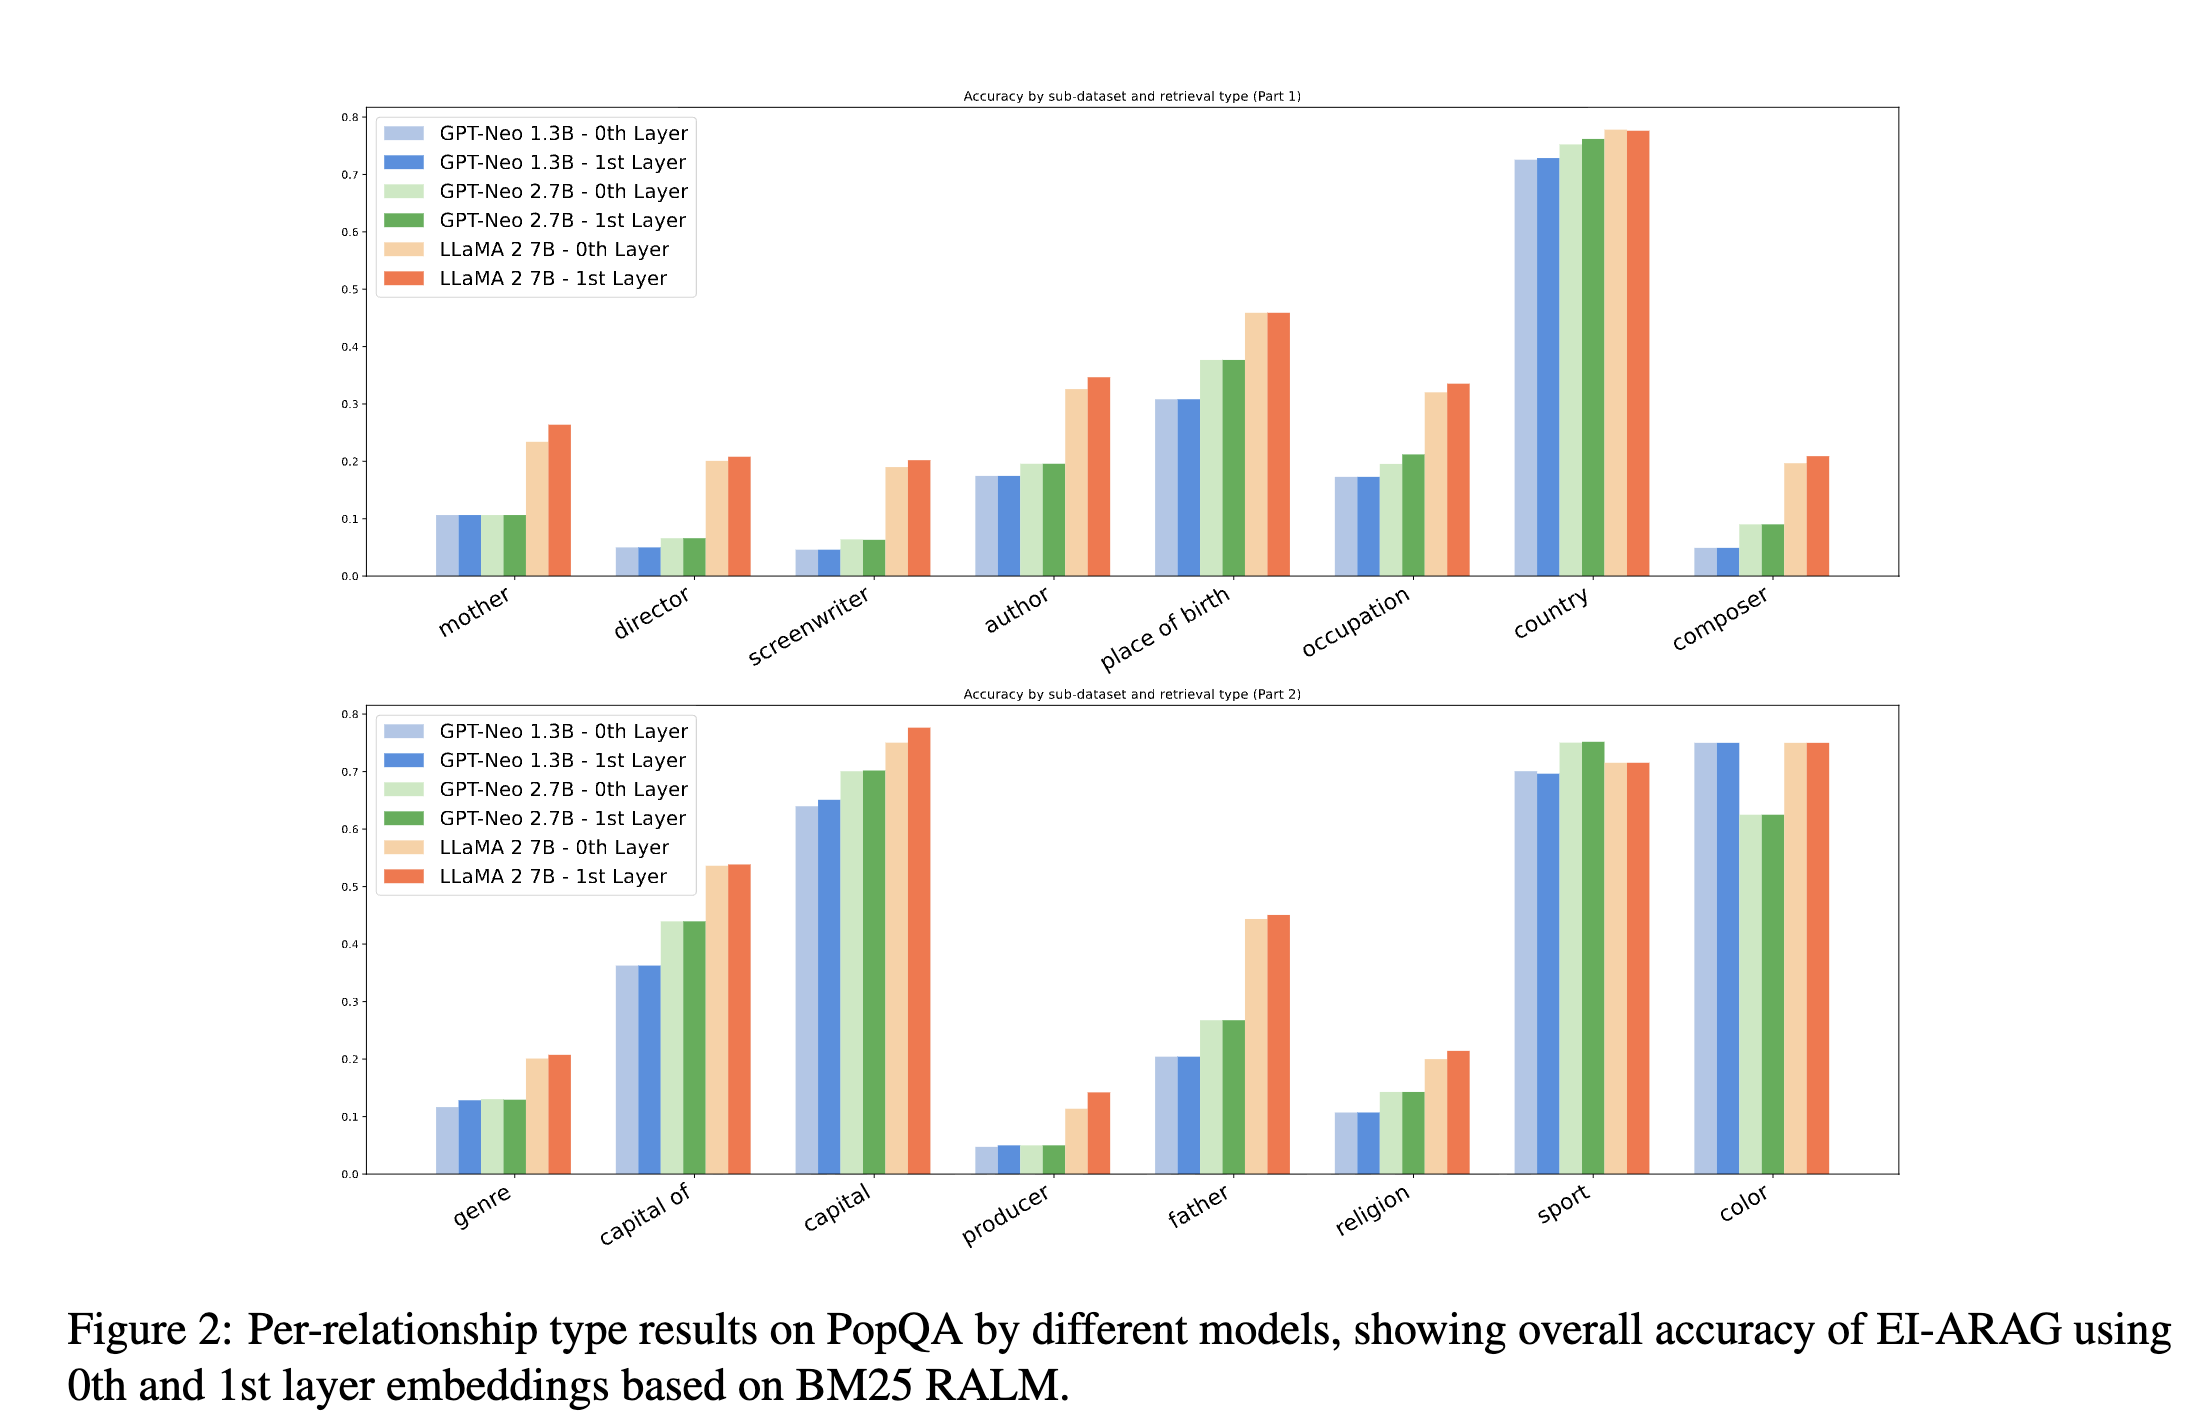 Accuracy by sub-dataset and retrieval type (Part 1)
0.8
0.7
0.6
0.5
0.4
0.3
0.2
0.1
0.0
GPT-Neo 1.3B - 0th Layer
GPT-Neo 1.3B - 1st Layer
GPT-Neo 2.7B - 0th Layer
GPT-Neo 2.7B - 1st Layer
LLaMA 2 7B - 0th Layer
LLaMA 2 7B - 1st Layer
mother
director
screenwriter
author
place of birth
occupation
country
composer
Accuracy by sub-dataset and retrieval type (Part 2)
0.8
0.7
0.6
0.5
0.4
0.3
0.2
0.1
0.0
GPT-Neo 1.3B - 0th Layer
GPT-Neo 1.3B - 1st Layer
GPT-Neo 2.7B - 0th Layer
GPT-Neo 2.7B - 1st Layer
LLaMA 2 7B - 0th Layer
LLaMA 2 7B - 1st Layer
genre
capital of
capital
producer
father
religion
sport
color
Figure 2: Per-relationship type results on PopQA by different models, showing overall accuracy of EI-ARAG using
0th and 1st layer embeddings based on BM25 RALM.